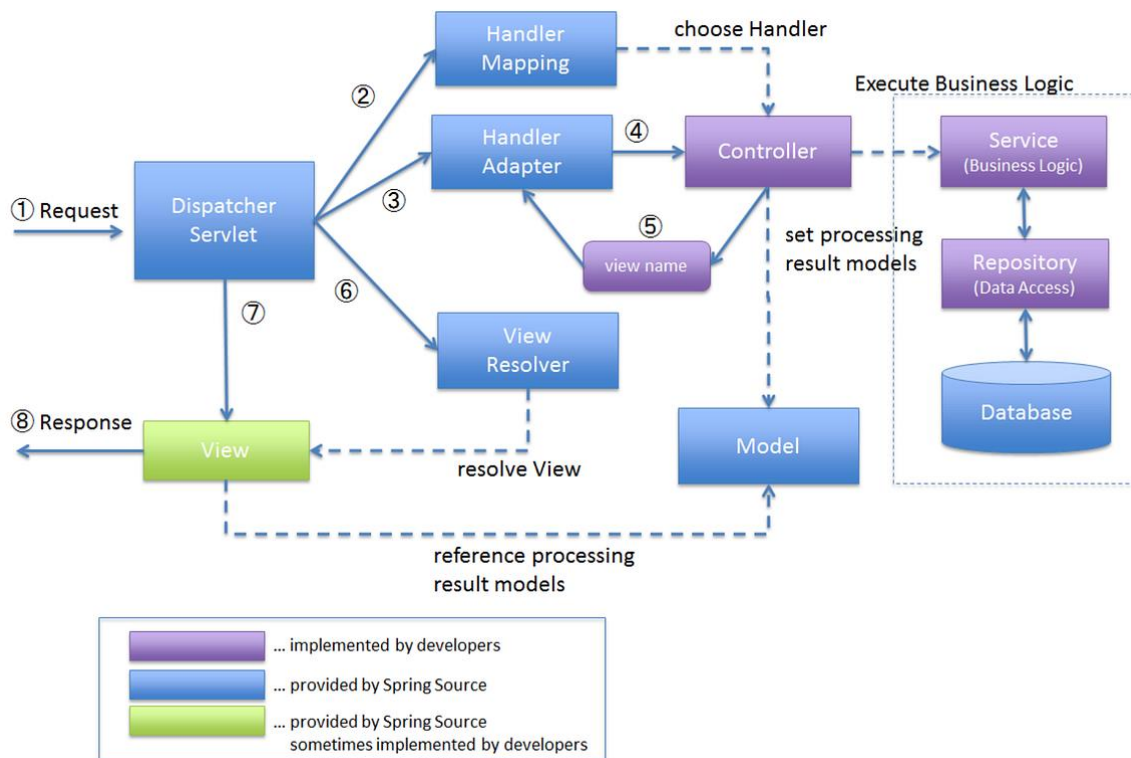 Handler
Mapping
choose Handler
②
Execute Business Logic
Handler
Adapter
④
Controller
Service
(Business Logic)
① Request
Dispatcher
Servlet
③
⑤
view name
set processing
result models
Repository
(Data Access)
⑥
⑦
View
Resolver
⑧ Response
View
resolve View
Model
Database
reference processing
result models
... implemented by developers
... provided by Spring Source
... provided by Spring Source
sometimes implemented by developers